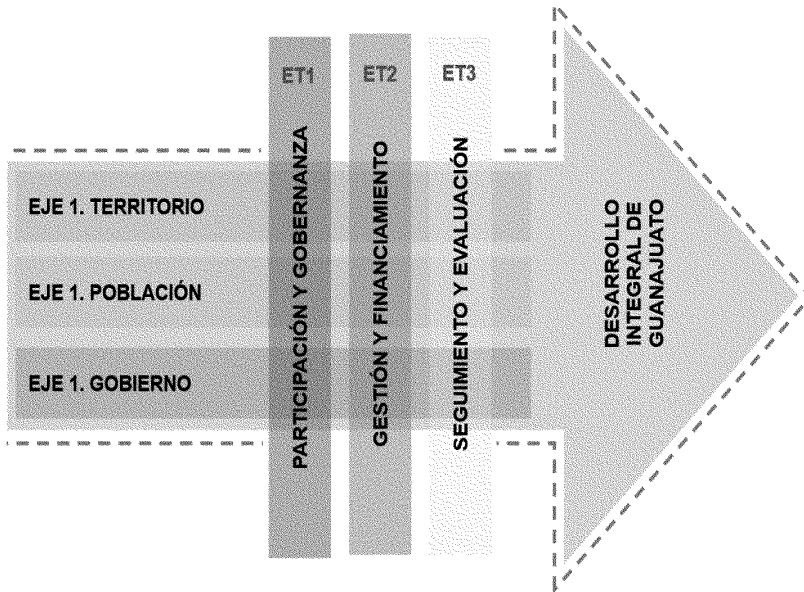 ET1
ET2
ET3
EJE 1. TERRITORIO
EJE 1. POBLACIÓN
EJE 1. GOBIERNO
PARTICIPACIÓN Y GOBERNANZA
GESTIÓN Y FINANCIAMIENTO
SEGUIMIENTO Y EVALUACIÓN
DESARROLLO
INTEGRAL DE
GUANAJUATO